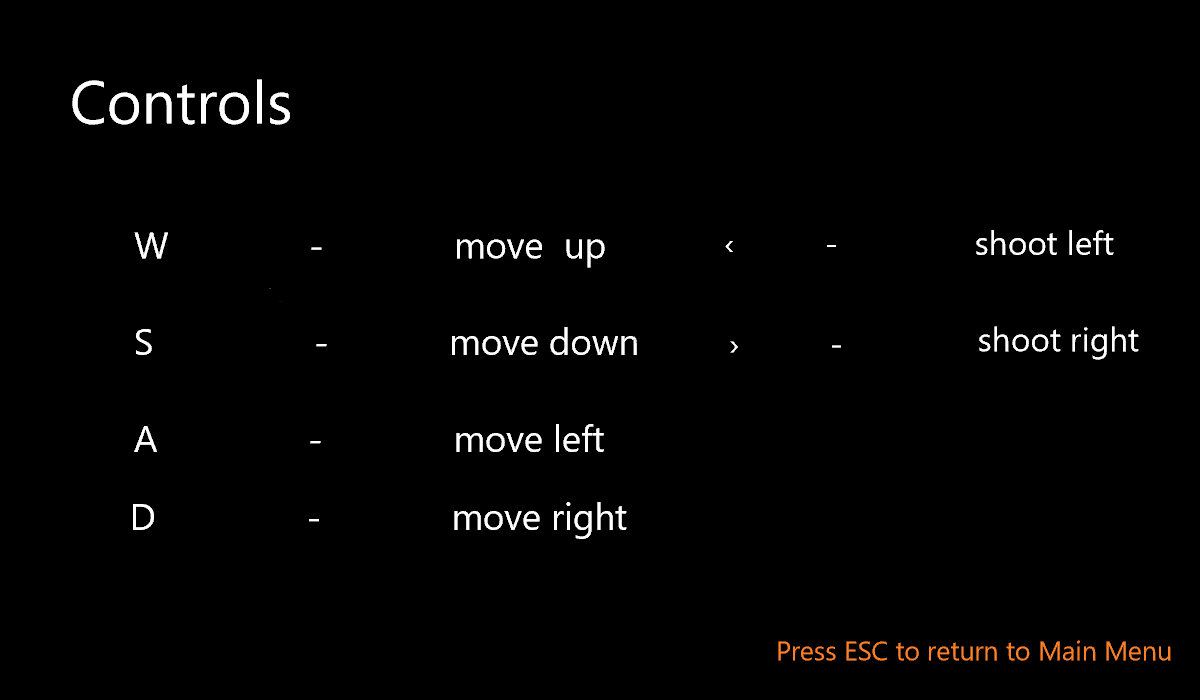 Controls
W - move up ‹ - shoot left
S - move down › - shoot right
A - move left
D - move right
Press ESC to return to Main Menu